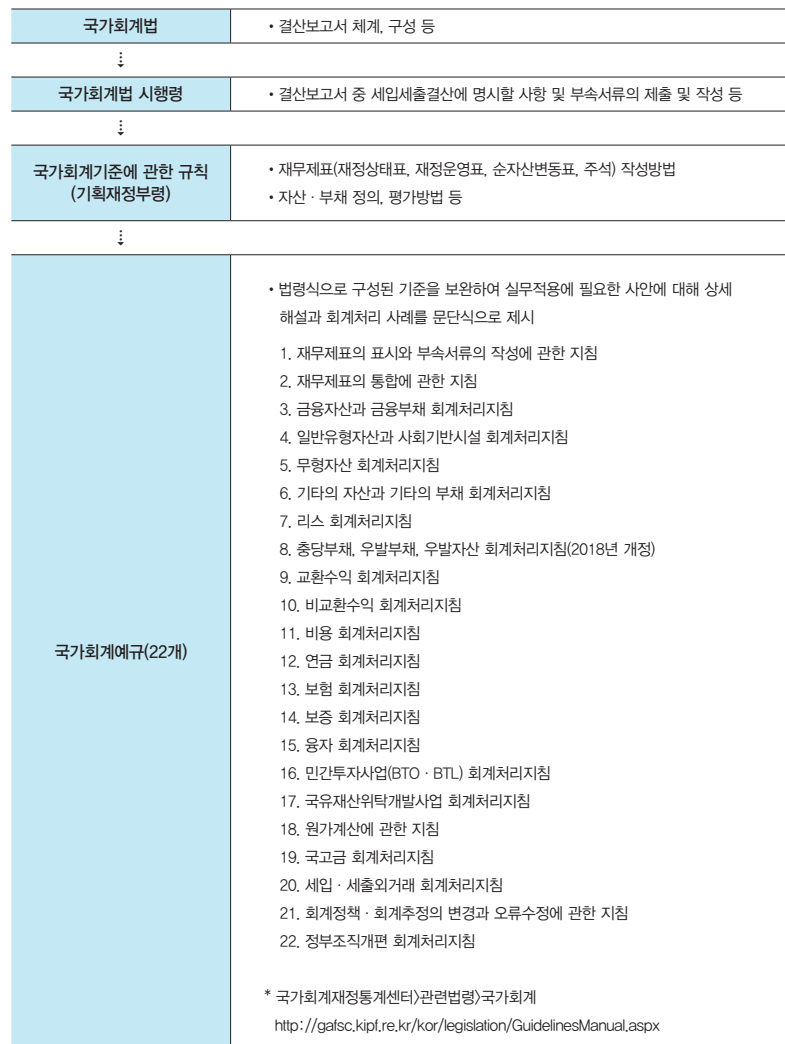 국가회계법
• 결산보고서 체계, 구성 등
국가회계법 시행령
• 결산보고서 중 세입세출결산에 명시할 사항 및 부속서류의 제출 및 작성 등
국가회계기준에 관한 규칙
(기획재정부령)
• 재무제표(재정상태표, 재정운영표, 순자산변동표, 주석) 작성방법
• 자산 · 부채 정의, 평가방법 등
국가회계예규(22개)
• 법령식으로 구성된 기준을 보완하여 실무적용에 필요한 사안에 대해 상세
해설과 회계처리 사례를 문단식으로 제시
1. 재무제표의 표시와 부속서류의 작성에 관한 지침
2. 재무제표의 통합에 관한 지침
3. 금융자산과 금융부채 회계처리지침
4. 일반유형자산과 사회기반시설 회계처리지침
5. 무형자산 회계처리지침
6. 기타의 자산과 기타의 부채 회계처리지침
7. 리스 회계처리지침
8. 충당부채, 우발부채, 우발자산 회계처리지침(2018년 개정)
9. 교환수익 회계처리지침
10. 비교환수익 회계처리지침
11. 비용 회계처리지침
12. 연금 회계처리지침
13. 보험 회계처리지침
14. 보증 회계처리지침
15. 융자 회계처리지침
16. 민간투자사업(BTO · BTL) 회계처리지침
17. 국유재산위탁개발사업 회계처리지침
18. 원가계산에 관한 지침
19. 국고금 회계처리지침
20. 세입 · 세출외거래 회계처리지침
21. 회계정책 · 회계추정의 변경과 오류수정에 관한 지침
22. 정부조직개편 회계처리지침
* 국가회계재정통계센터〉관련법령〉국가회계
http://gafsc.kipf.re.kr/kor/legislation/GuidelinesManual.aspx